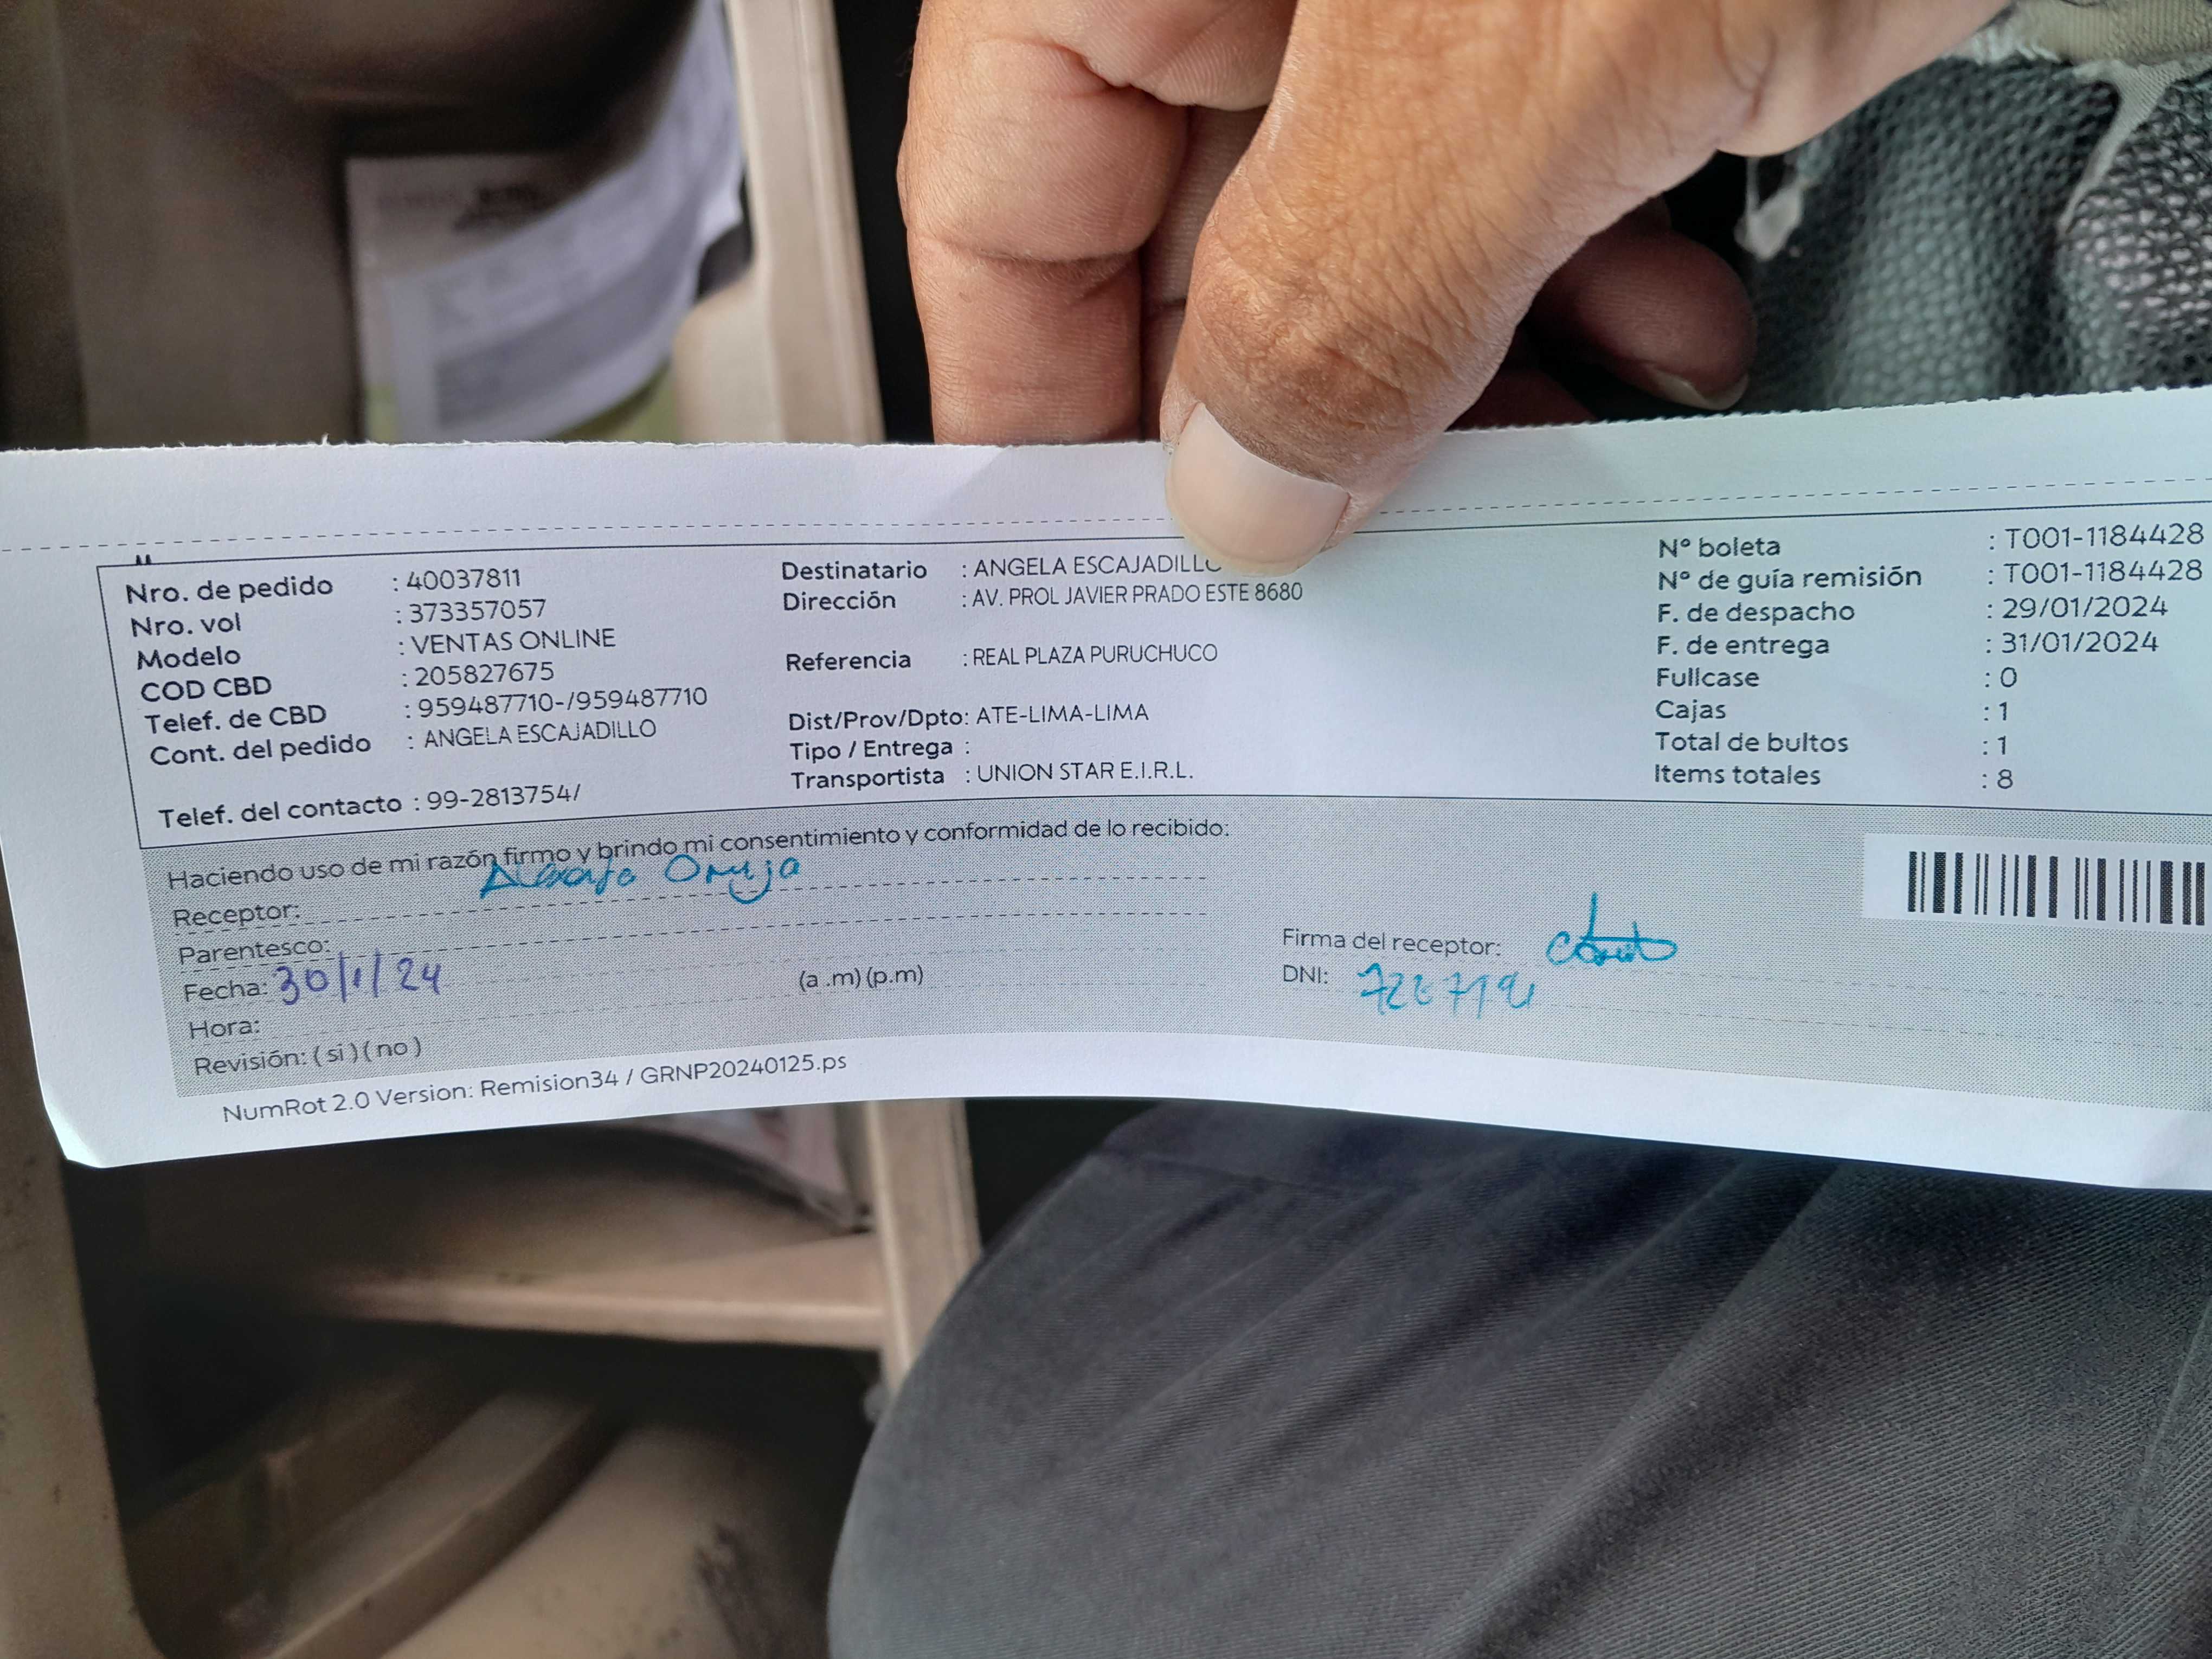 Nro. de pedido : 40037811
Nro. vol : 373357057
Modelo : VENTAS ONLINE
COD CBD : 205827675
Telef. de CBD : 959487710-/959487710
Cont. del pedido : ANGELA ESCAJADILLO
Telef. del contacto : 99-2813754/
Destinatario : ANGELA ESCAJADILLO
Dirección : AV. PROL JAVIER PRADO ESTE 8680
Referencia : REAL PLAZA PURUCHUCO
Dist/Prov/Dpto: ATE-LIMA-LIMA
Tipo / Entrega :
Transportista : UNION STAR E.I.R.L.
Nº boleta : T001-1184428
Nº de guía remisión : T001-1184428
F. de despacho : 29/01/2024
F. de entrega : 31/01/2024
Fullcase : 0
Cajas : 1
Total de bultos : 1
Items totales : 8
Haciendo uso de mi razón firmo y brindo mi consentimiento y conformidad de lo recibido:
Receptor:
Parentesco:
Fecha: 30/1/24
Hora: (a .m) (p.m)
Revisión: ( si ) ( no )
Firma del receptor:
DNI:
NumRot 2.0 Version: Remision34 / GRNP20240125.ps